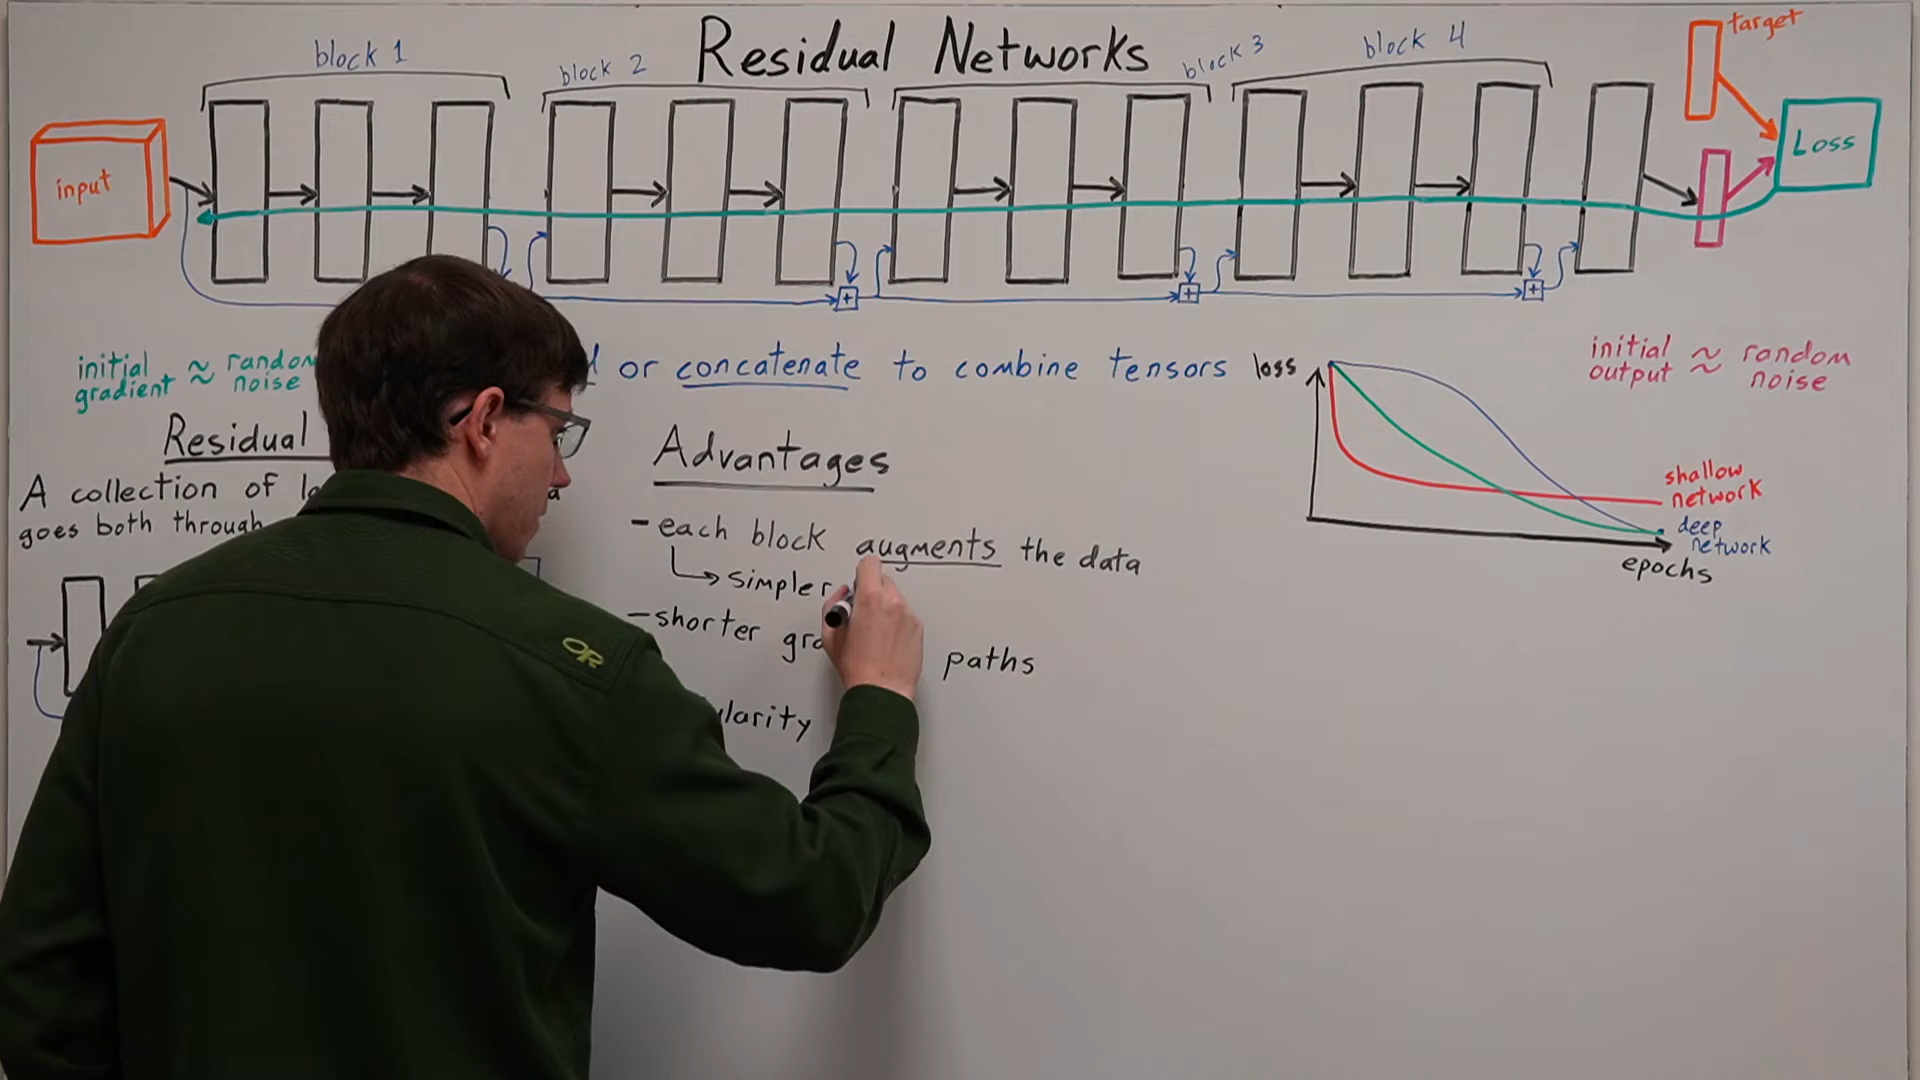 Residual Networks
block 1
block 2
block 3
block 4
target
input
Loss
+
+
+
initial ≈ random
gradient noise
or concatenate to combine tensors
loss
initial ≈ random
output noise
Residual
A collection of
goes both through
Advantages
- each block augments the data
simpler
- shorter paths
shallow
network
deep
network
epochs
OR